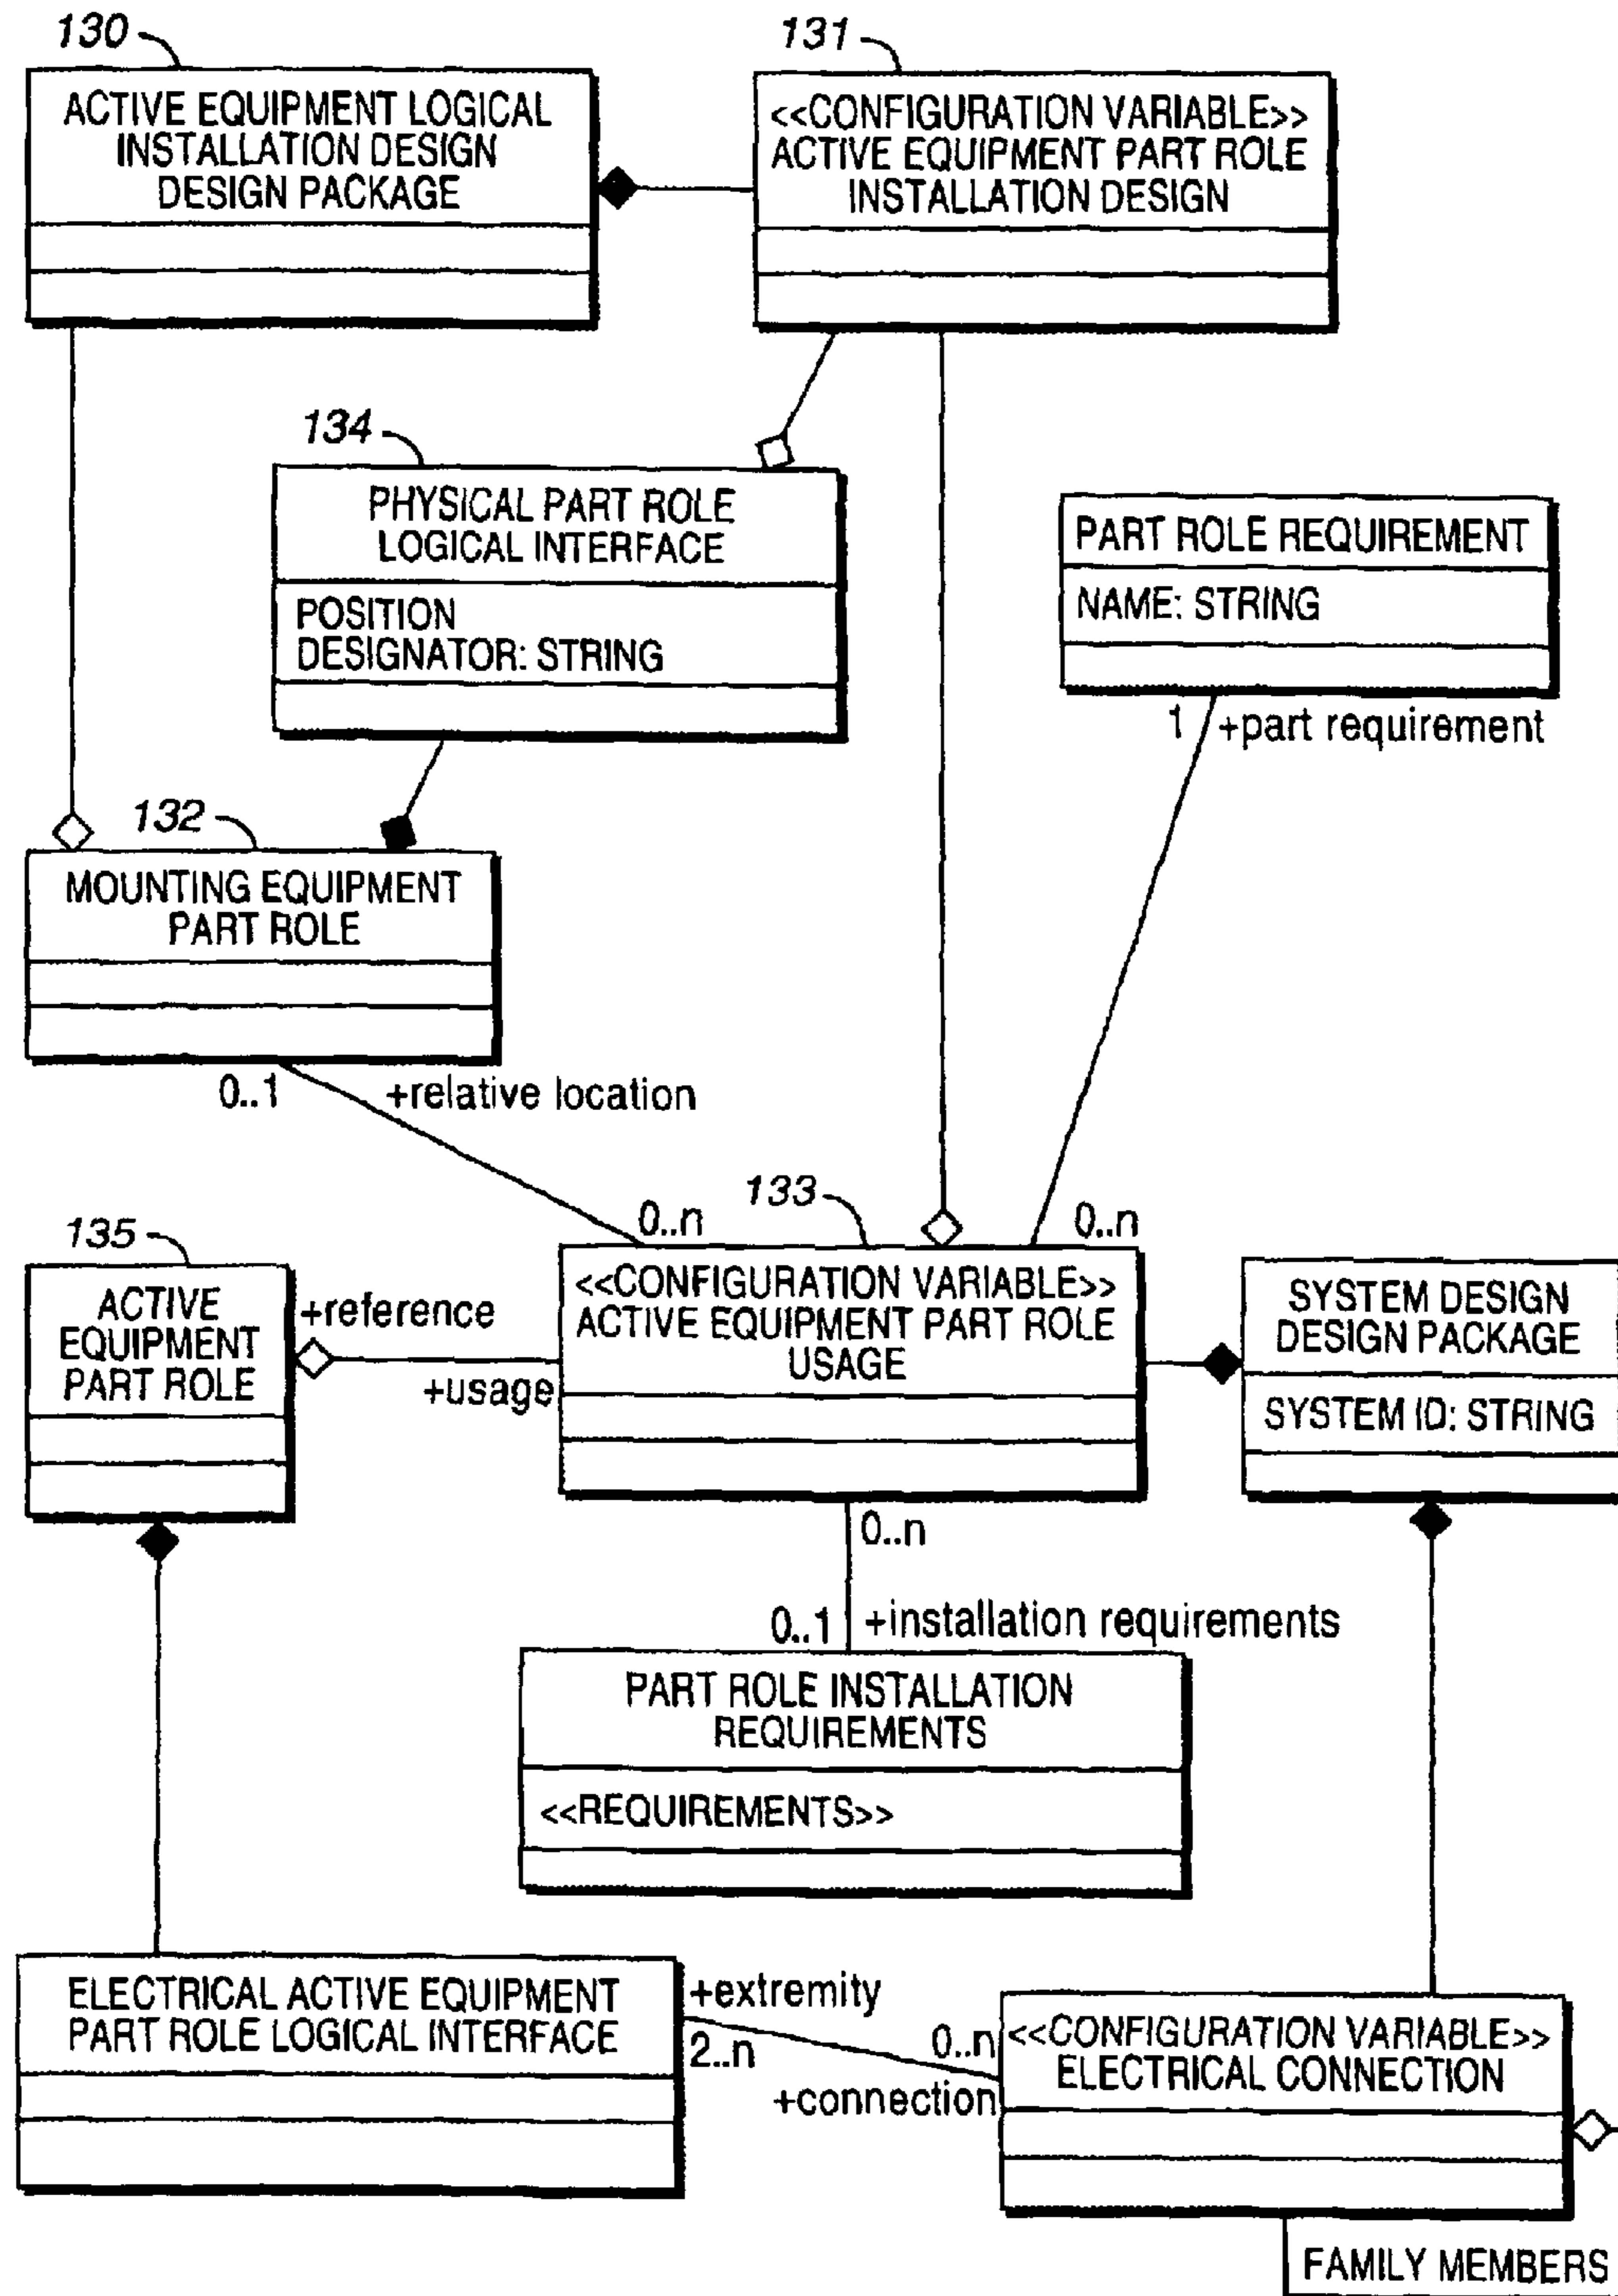 130
131
ACTIVE EQUIPMENT LOGICAL
INSTALLATION DESIGN
DESIGN PACKAGE
<<CONFIGURATION VARIABLE>>
ACTIVE EQUIPMENT PART ROLE
INSTALLATION DESIGN
134
PHYSICAL PART ROLE
LOGICAL INTERFACE
POSITION
DESIGNATOR: STRING
PART ROLE REQUIREMENT
NAME: STRING
1 +part requirement
132
MOUNTING EQUIPMENT
PART ROLE
0..1 +relative location
133
0..n
0..n
135
ACTIVE
EQUIPMENT
PART ROLE
+reference
+usage
<<CONFIGURATION VARIABLE>>
ACTIVE EQUIPMENT PART ROLE
USAGE
SYSTEM DESIGN
DESIGN PACKAGE
SYSTEM ID: STRING
0..n
0..1 +installation requirements
PART ROLE INSTALLATION
REQUIREMENTS
<<REQUIREMENTS>>
ELECTRICAL ACTIVE EQUIPMENT
PART ROLE LOGICAL INTERFACE
+extremity
2..n
0..n
+connection
<<CONFIGURATION VARIABLE>>
ELECTRICAL CONNECTION
FAMILY MEMBERS